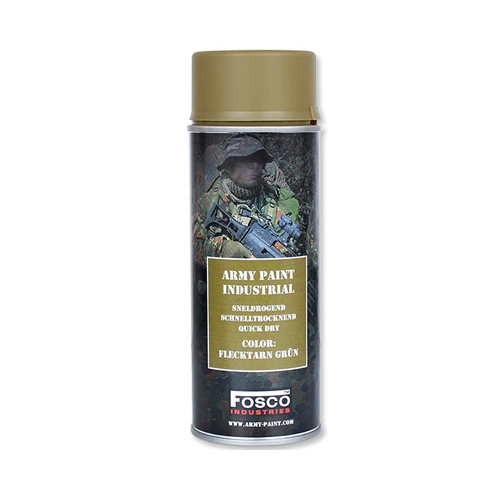 ARMY PAINT
INDUSTRIAL
SNELDROGEND
SCHNELLTROCKNEND
QUICK DRY
COLOR:
FLECKTARN GRÜN
FOSCO
INDUSTRIES
WWW.ARMY-PAINT.COM